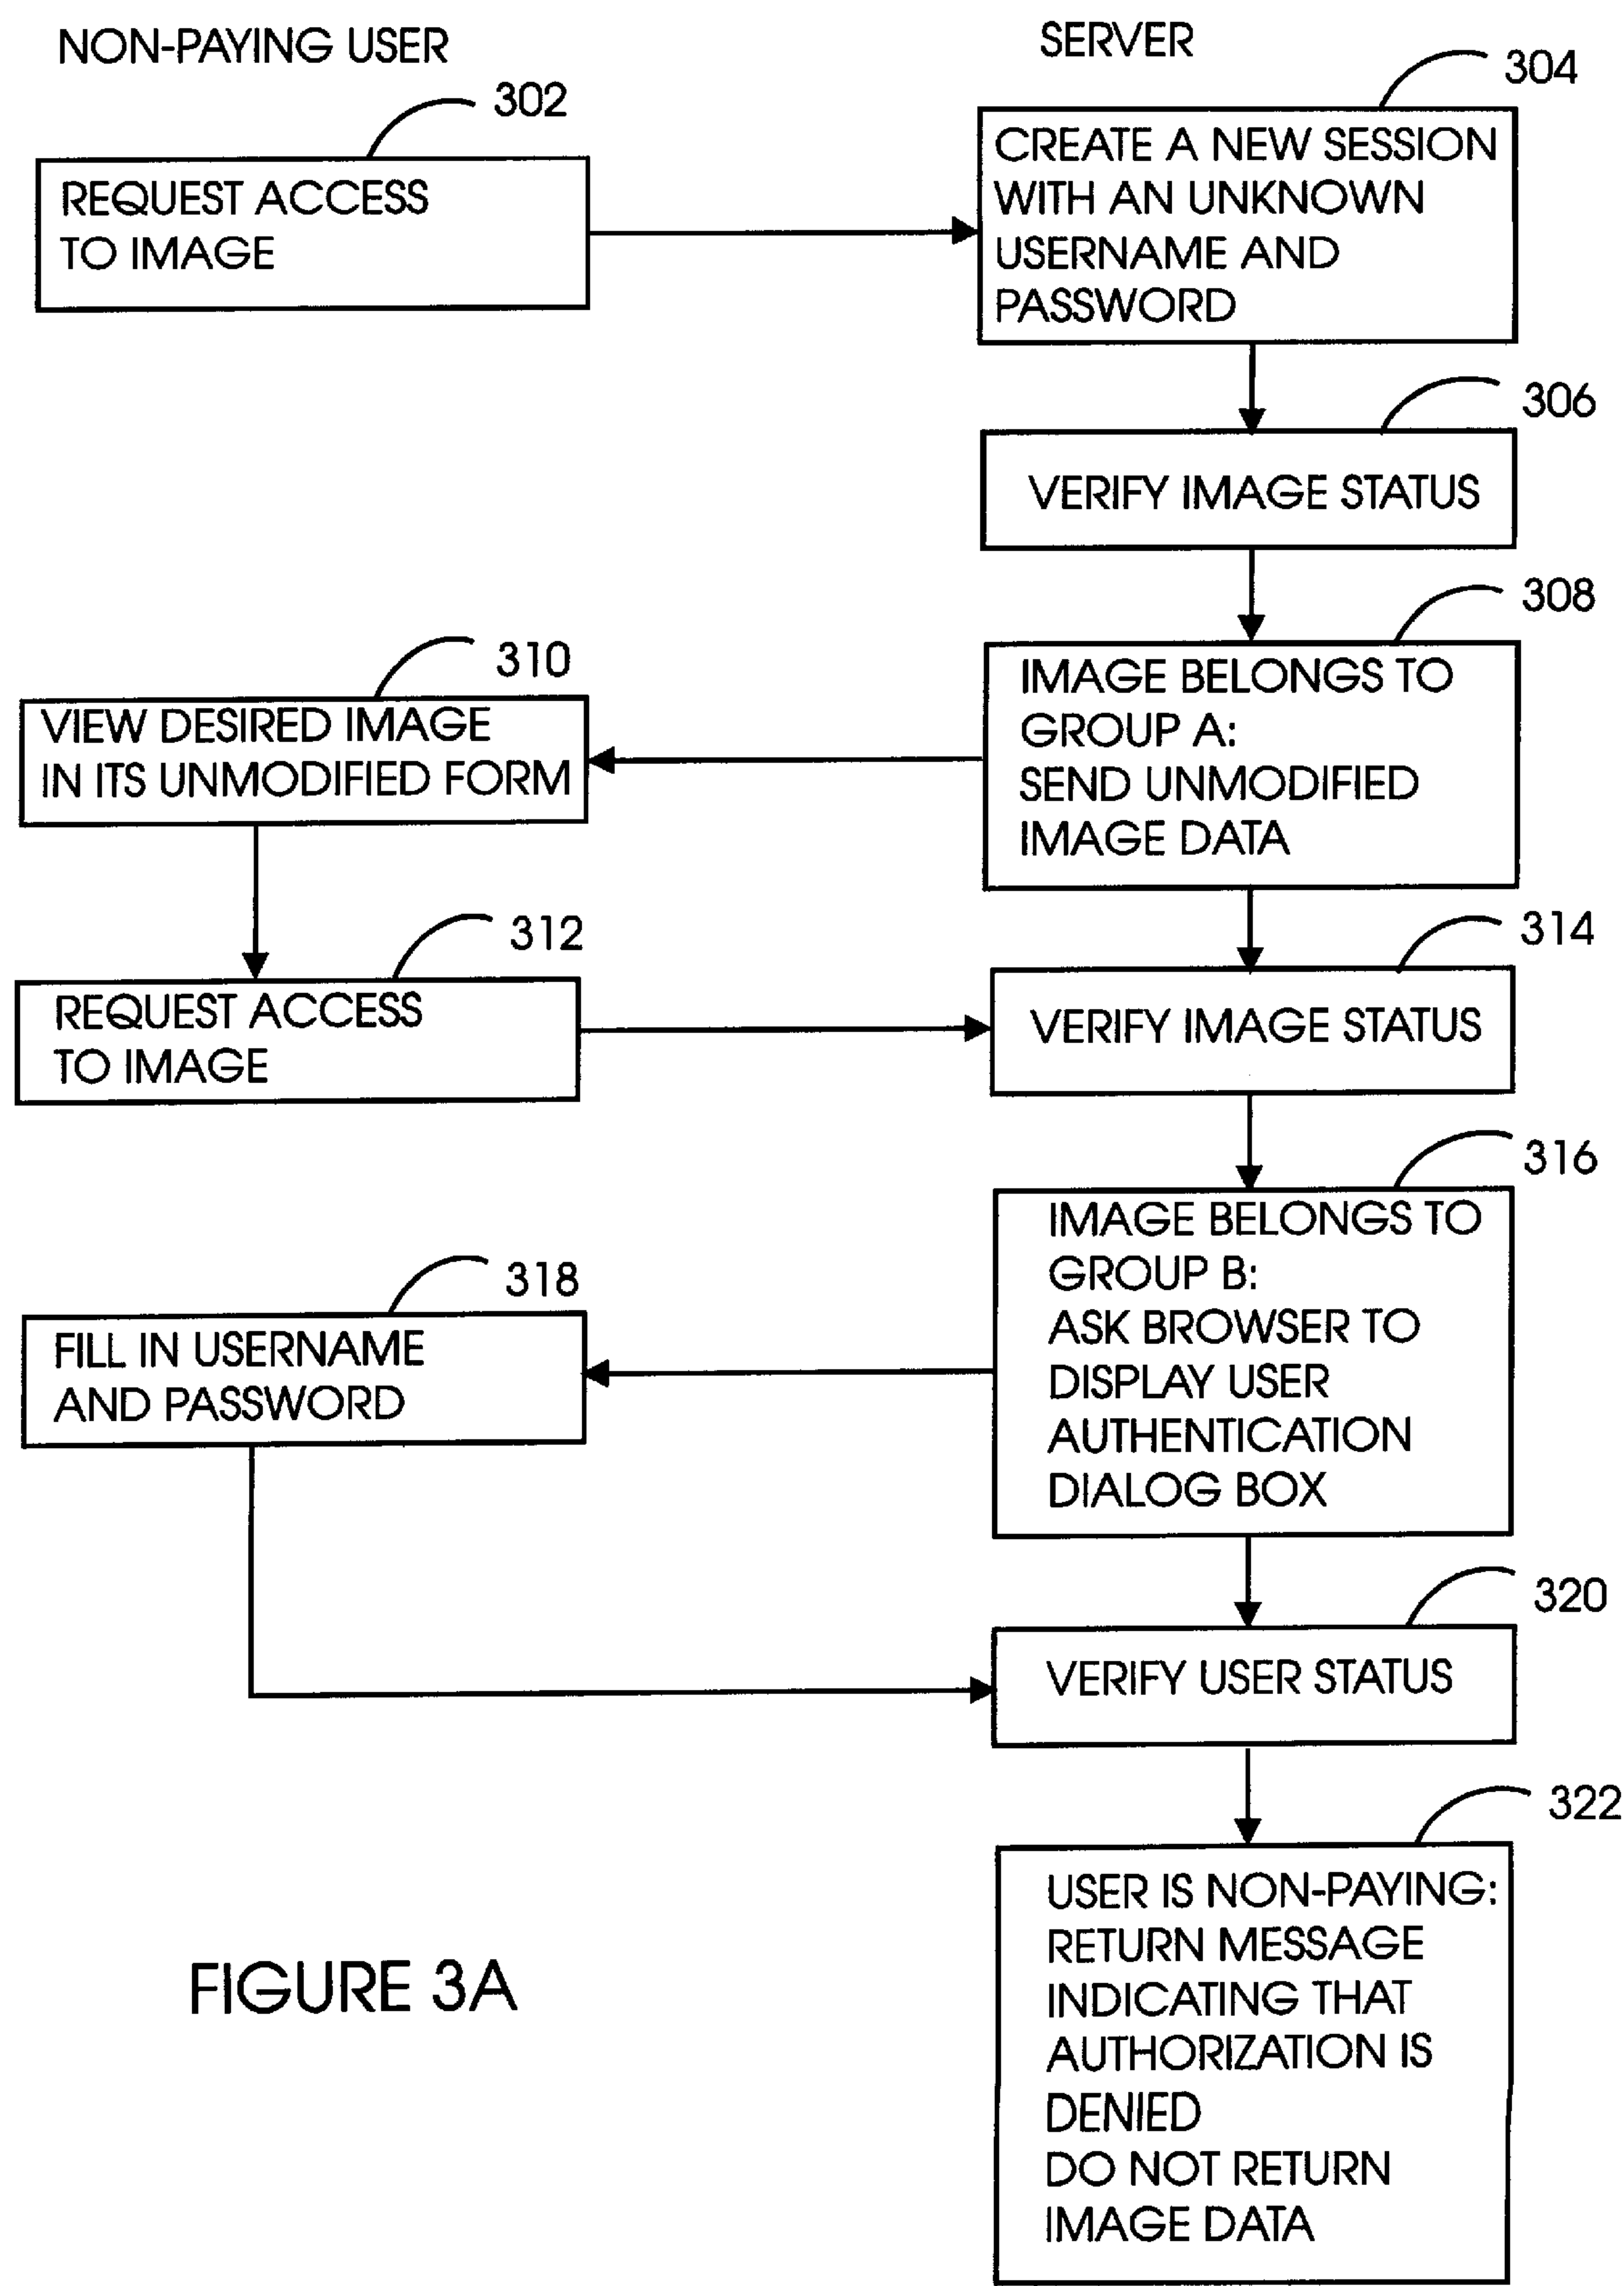 NON-PAYING USER
SERVER
302
304
REQUEST ACCESS
TO IMAGE
CREATE A NEW SESSION
WITH AN UNKNOWN
USERNAME AND
PASSWORD
306
VERIFY IMAGE STATUS
308
IMAGE BELONGS TO
GROUP A:
SEND UNMODIFIED
IMAGE DATA
310
VIEW DESIRED IMAGE
IN ITS UNMODIFIED FORM
312
REQUEST ACCESS
TO IMAGE
314
VERIFY IMAGE STATUS
316
IMAGE BELONGS TO
GROUP B:
ASK BROWSER TO
DISPLAY USER
AUTHENTICATION
DIALOG BOX
318
FILL IN USERNAME
AND PASSWORD
320
VERIFY USER STATUS
322
USER IS NON-PAYING:
RETURN MESSAGE
INDICATING THAT
AUTHORIZATION IS
DENIED
DO NOT RETURN
IMAGE DATA
FIGURE 3A